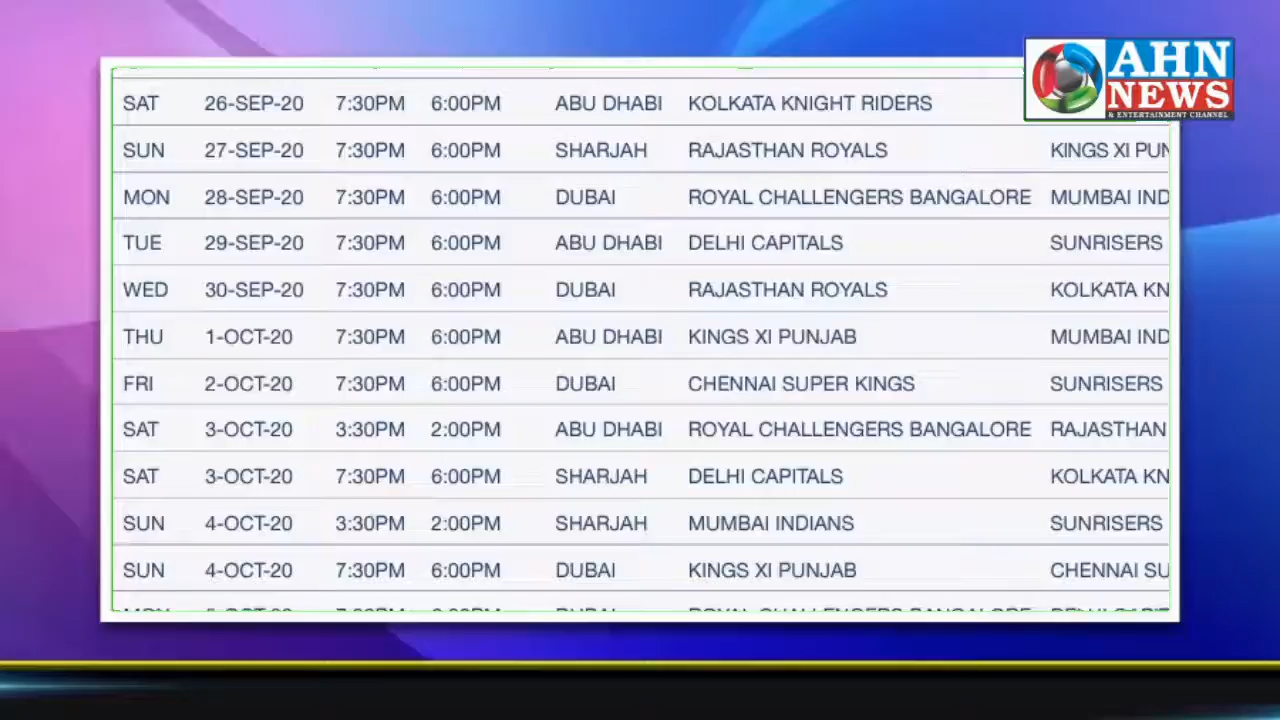 AHN
NEWS
& ENTERTAINMENT CHANNEL
SAT 26-SEP-20 7:30PM 6:00PM ABU DHABI KOLKATA KNIGHT RIDERS
SUN 27-SEP-20 7:30PM 6:00PM SHARJAH RAJASTHAN ROYALS KINGS XI PUN
MON 28-SEP-20 7:30PM 6:00PM DUBAI ROYAL CHALLENGERS BANGALORE MUMBAI IND
TUE 29-SEP-20 7:30PM 6:00PM ABU DHABI DELHI CAPITALS SUNRISERS
WED 30-SEP-20 7:30PM 6:00PM DUBAI RAJASTHAN ROYALS KOLKATA KN
THU 1-OCT-20 7:30PM 6:00PM ABU DHABI KINGS XI PUNJAB MUMBAI IND
FRI 2-OCT-20 7:30PM 6:00PM DUBAI CHENNAI SUPER KINGS SUNRISERS
SAT 3-OCT-20 3:30PM 2:00PM ABU DHABI ROYAL CHALLENGERS BANGALORE RAJASTHAN
SAT 3-OCT-20 7:30PM 6:00PM SHARJAH DELHI CAPITALS KOLKATA KN
SUN 4-OCT-20 3:30PM 2:00PM SHARJAH MUMBAI INDIANS SUNRISERS
SUN 4-OCT-20 7:30PM 6:00PM DUBAI KINGS XI PUNJAB CHENNAI SU